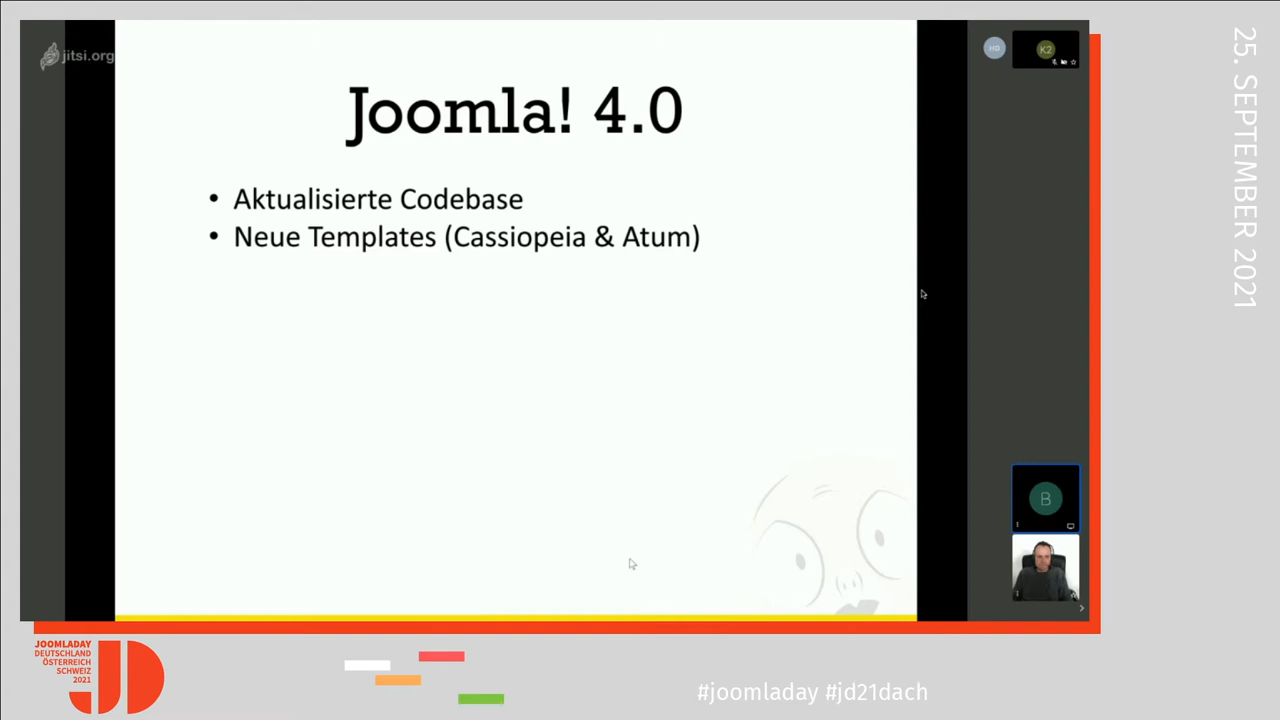 jitsi.org
Joomla! 4.0
• Aktualisierte Codebase
• Neue Templates (Cassiopeia & Atum)
HD
K2
B
25. SEPTEMBER 2021
JOOMLADAY
DEUTSCHLAND
ÖSTERREICH
SCHWEIZ
2021
JD
#joomladay #jd21dach